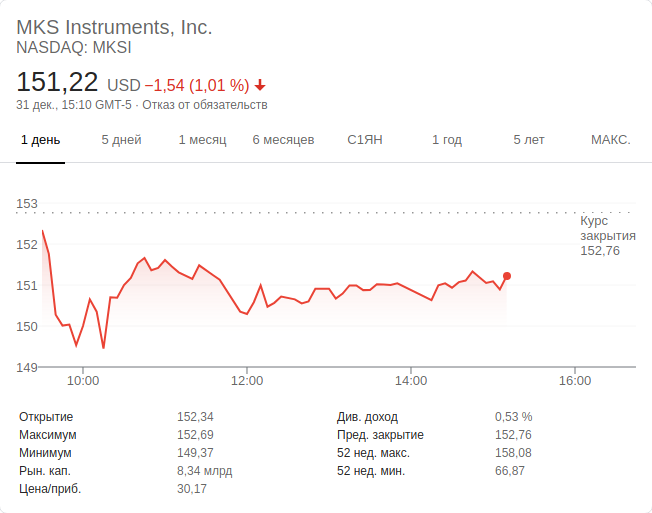 MKS Instruments, Inc.
NASDAQ: MKSI
151,22 USD −1,54 (1,01 %)
31 дек., 15:10 GMT-5 · Отказ от обязательств
1 день 5 дней 1 месяц 6 месяцев С1ЯН 1 год 5 лет МАКС.
153
Курс
закрытия
152,76
152
151
150
149
10:00 12:00 14:00 16:00
Открытие 152,34 Див. доход 0,53 %
Максимум 152,69 Пред. закрытие 152,76
Минимум 149,37 52 нед. макс. 158,08
Рын. кап. 8,34 млрд 52 нед. мин. 66,87
Цена/приб. 30,17